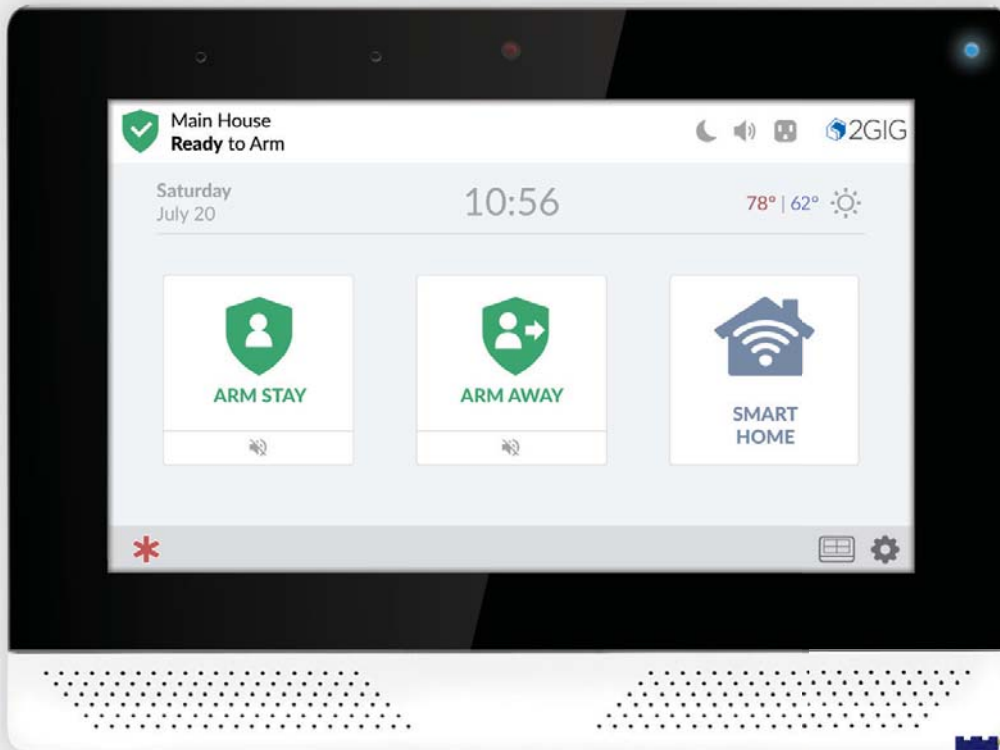 Main House
Ready to Arm
2GIG
Saturday
July 20
10:56
78° | 62°
ARM STAY
ARM AWAY
SMART
HOME